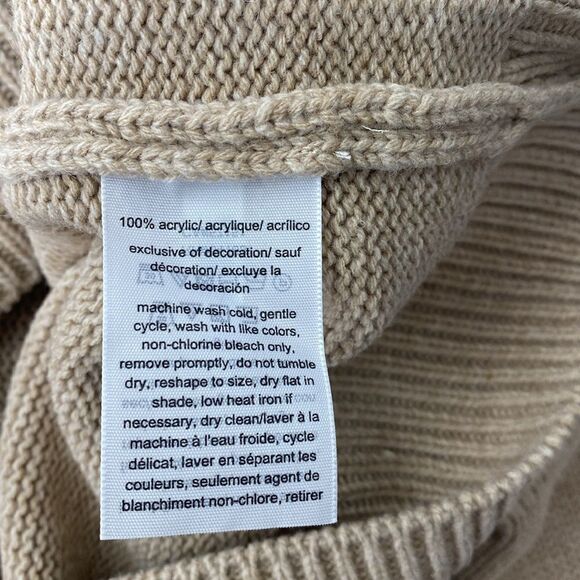 100% acrylic/ acrylique/ acrílico
exclusive of decoration/ sauf
décoration/ excluye la
decoración
machine wash cold, gentle
cycle, wash with like colors,
non-chlorine bleach only,
remove promptly, do not tumble
dry, reshape to size, dry flat in
shade, low heat iron if
necessary, dry clean/laver à la
machine à l'eau froide, cycle
délicat, laver en séparant les
couleurs, seulement agent de
blanchiment non-chlore, retirer